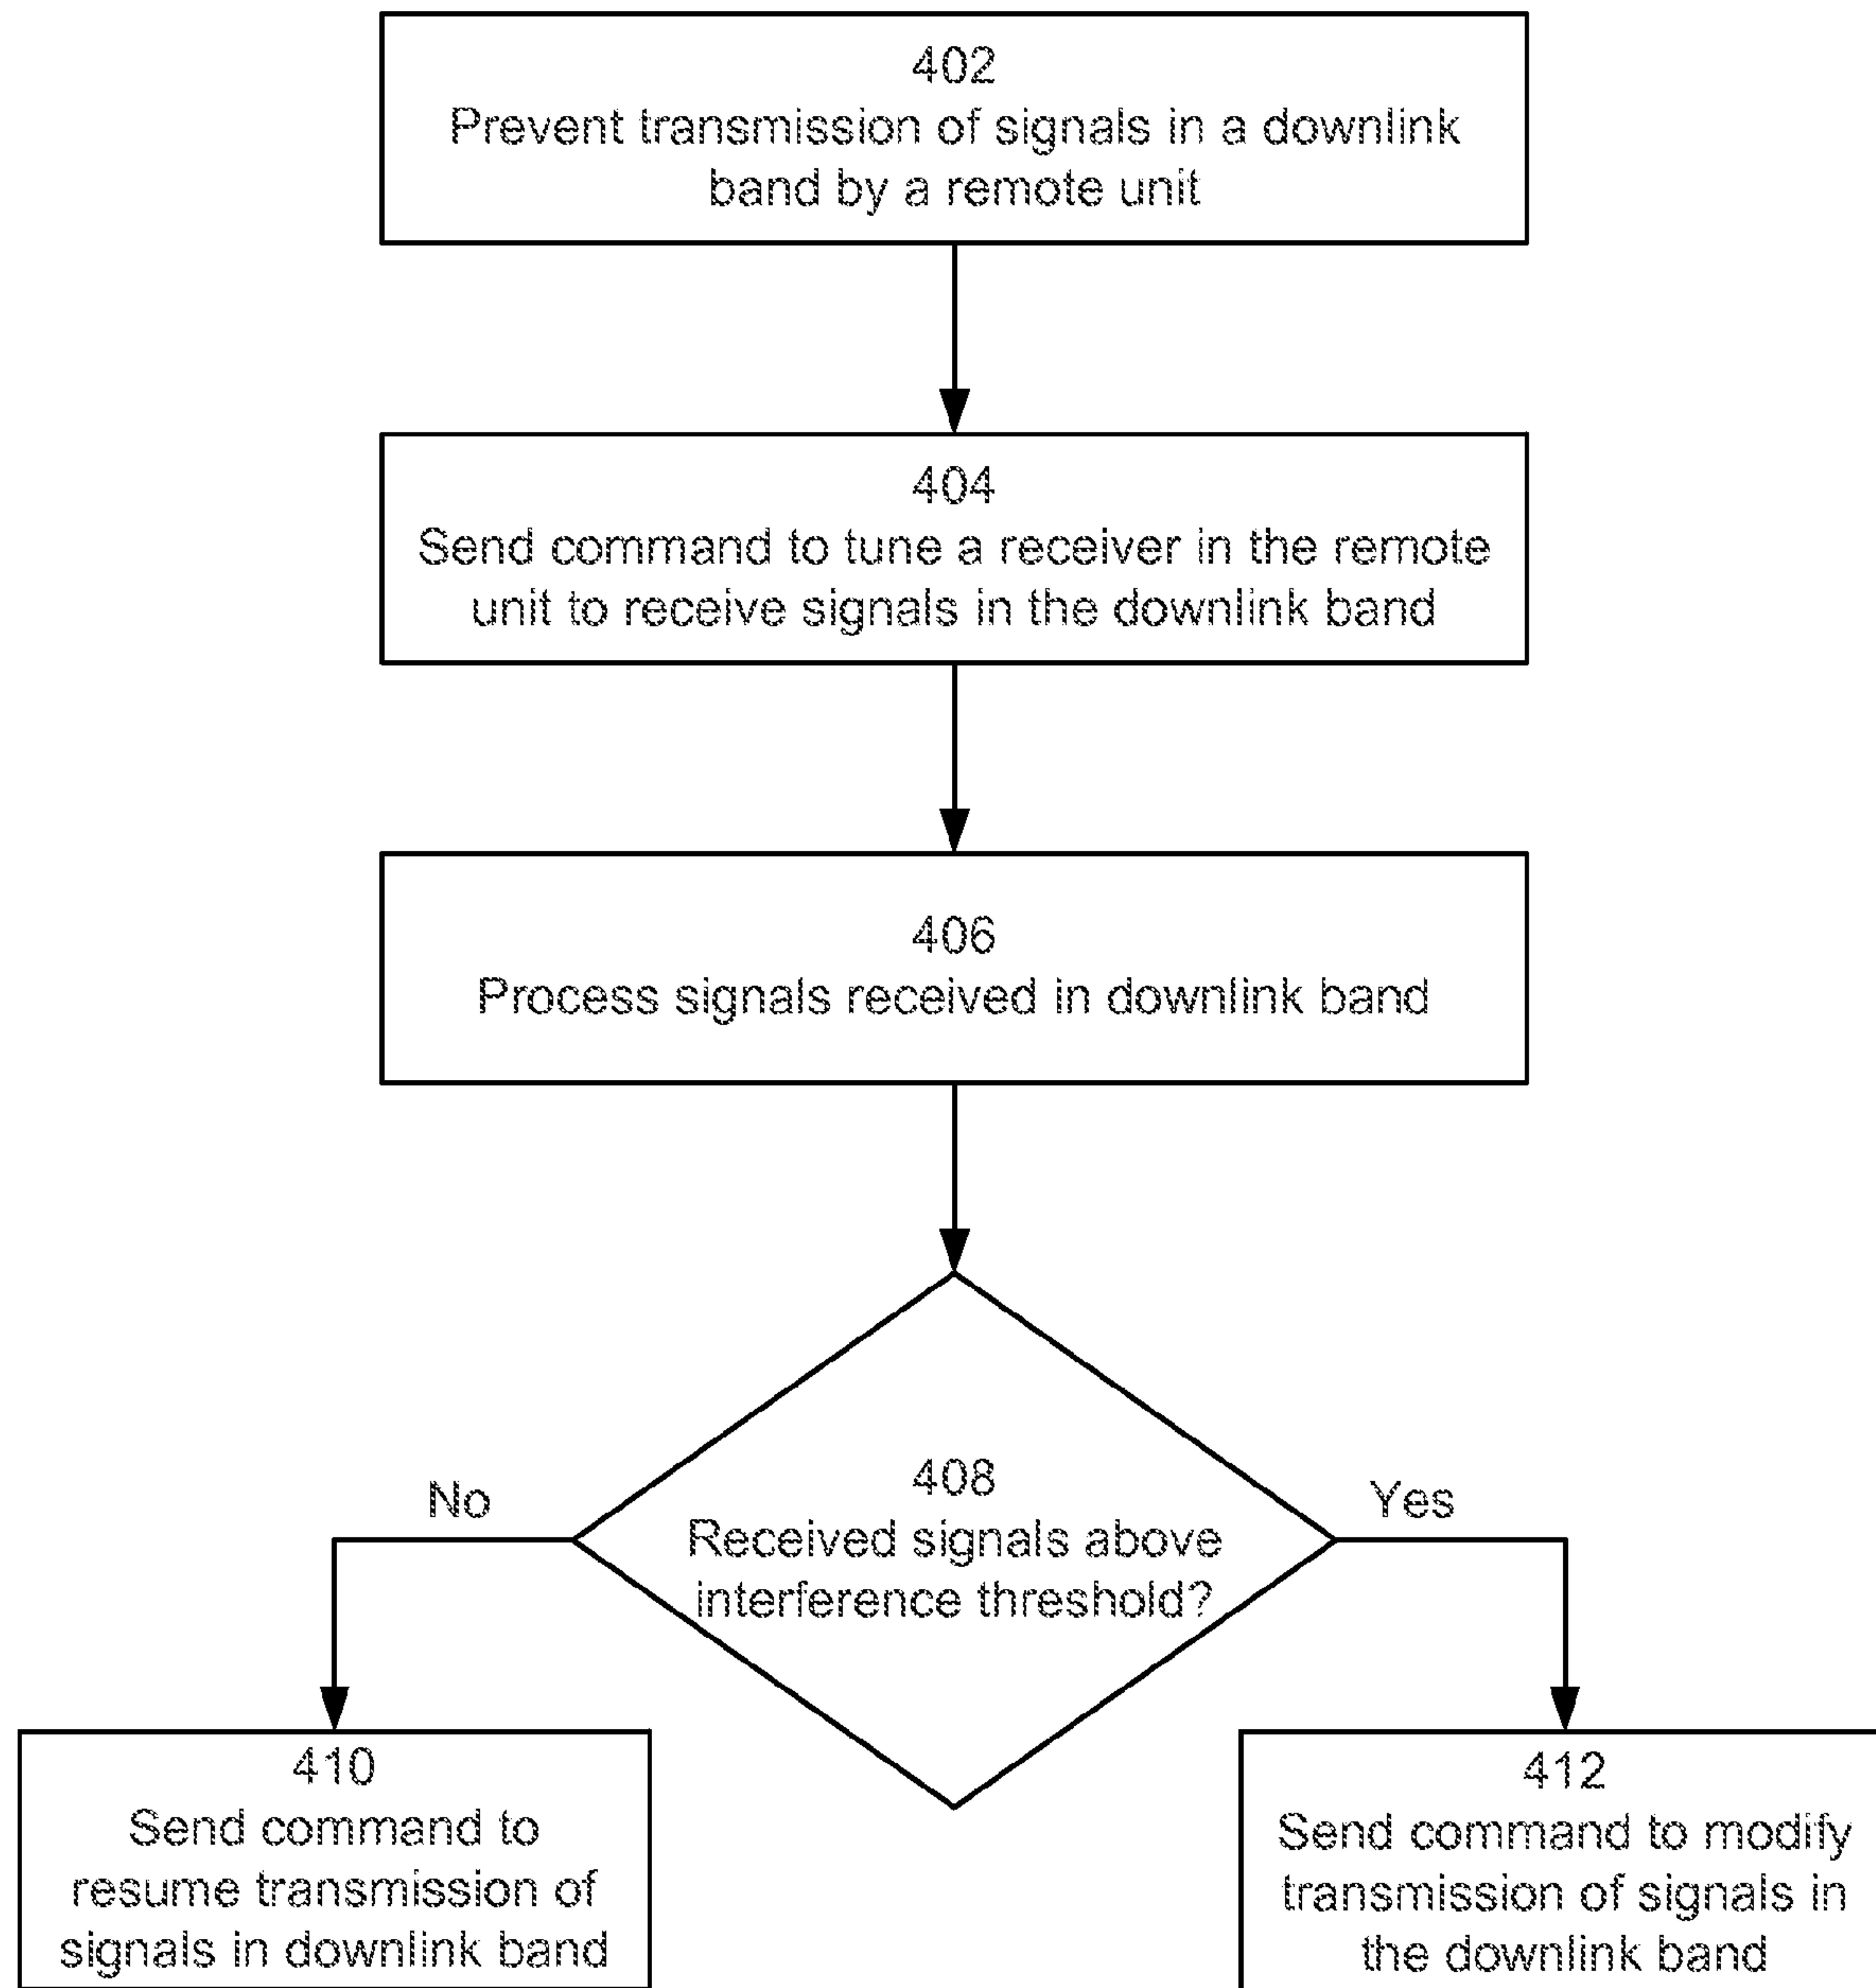 402
Prevent transmission of signals in a downlink
band by a remote unit
404
Send command to tune a receiver in the remote
unit to receive signals in the downlink band
406
Process signals received in downlink band
408
Received signals above
interference threshold?
No
Yes
410
Send command to
resume transmission of
signals in downlink band
412
Send command to modify
transmission of signals in
the downlink band